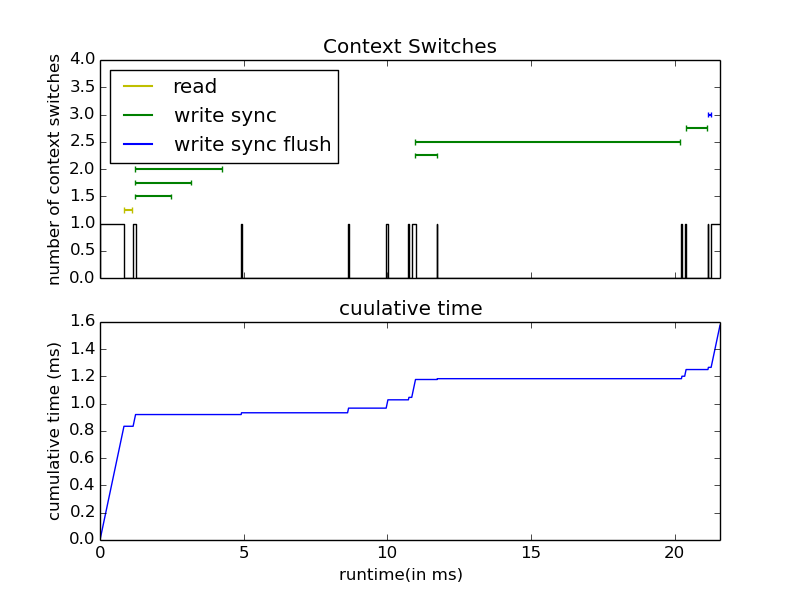 Context Switches
number of context switches
4.0
3.5
3.0
2.5
2.0
1.5
1.0
0.5
0.0
read
write sync
write sync flush
cuulative time
cumulative time (ms)
1.6
1.4
1.2
1.0
0.8
0.6
0.4
0.2
0.0
0 5 10 15 20
runtime(in ms)